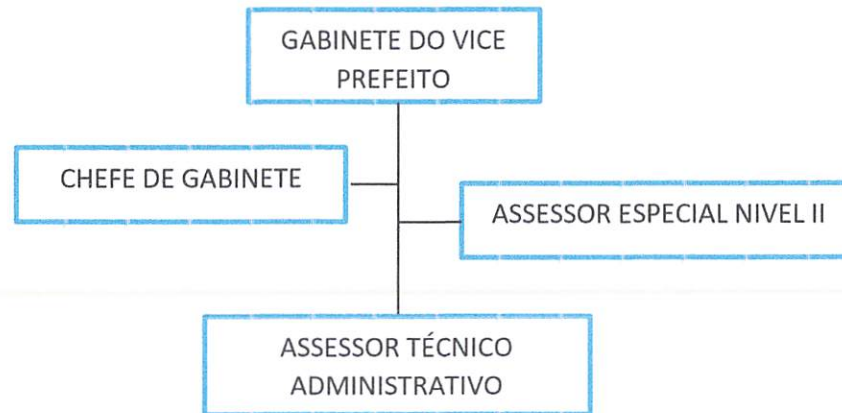 GABINETE DO VICE
PREFEITO
CHEFE DE GABINETE
ASSESSOR ESPECIAL NIVEL II
ASSESSOR TÉCNICO
ADMINISTRATIVO